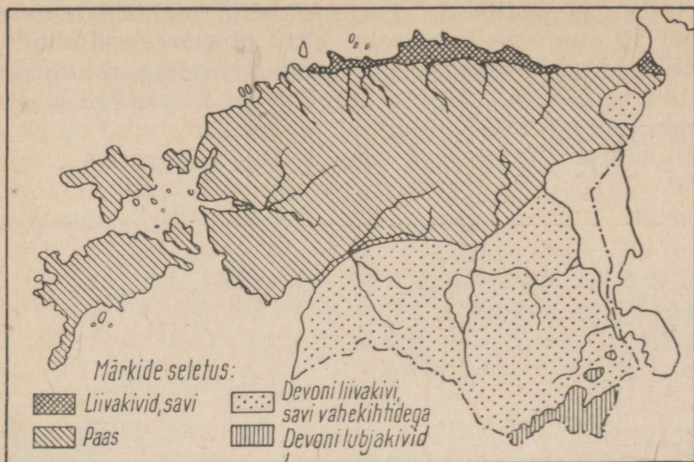 Märkide seletus:
Liivakivid, savi
Paas
Devoni liivakivi,
savi vahekihtidega
Devoni lubjakivid